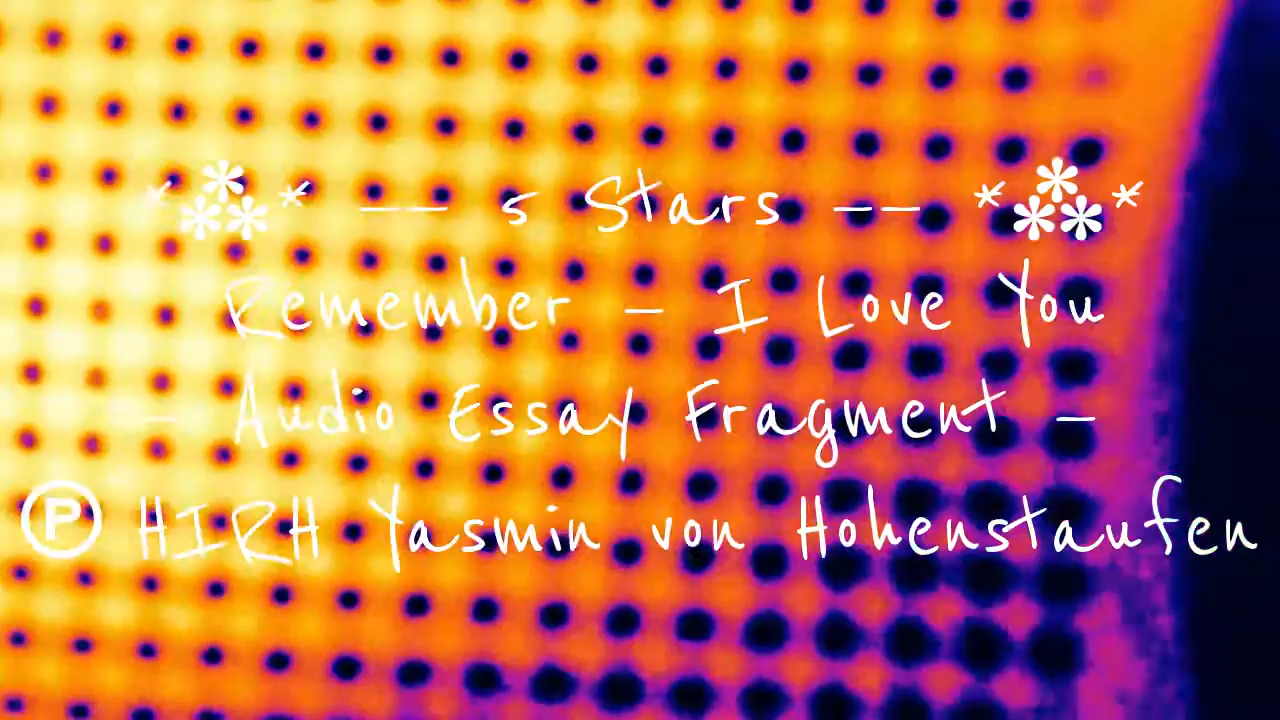 *⁂* –– 5 Stars –– *⁂*
Remember – I Love You
– Audio Essay Fragment –
Ⓟ HIRH Yasmin von Hohenstaufen